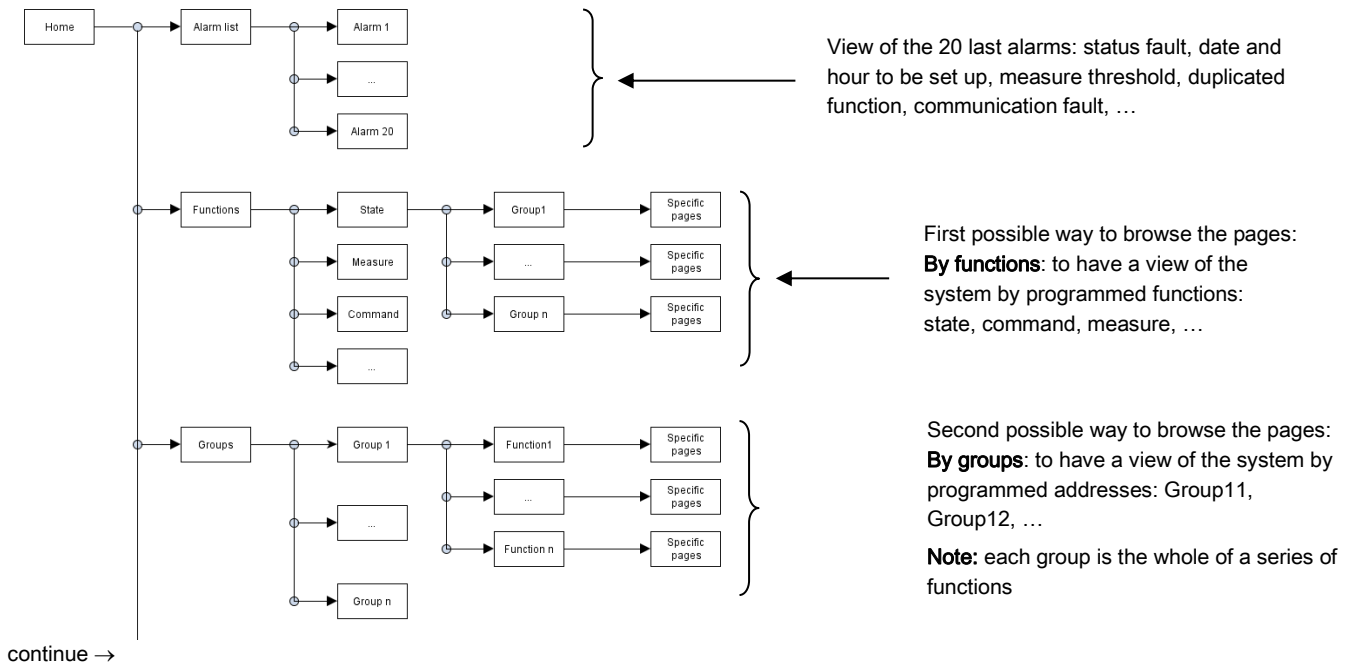 Home
Alarm list
Alarm 1
...
Alarm 20
View of the 20 last alarms: status fault, date and
hour to be set up, measure threshold, duplicated
function, communication fault, …
Functions
State
Group1
Specific
pages
Measure
...
Specific
pages
Command
Group n
Specific
pages
...
First possible way to browse the pages:
By functions: to have a view of the
system by programmed functions:
state, command, measure, …
Groups
Group 1
Function1
Specific
pages
...
...
Specific
pages
Function n
Specific
pages
Group n
Second possible way to browse the pages:
By groups: to have a view of the system by
programmed addresses: Group11,
Group12, …
Note: each group is the whole of a series of
functions
continue →